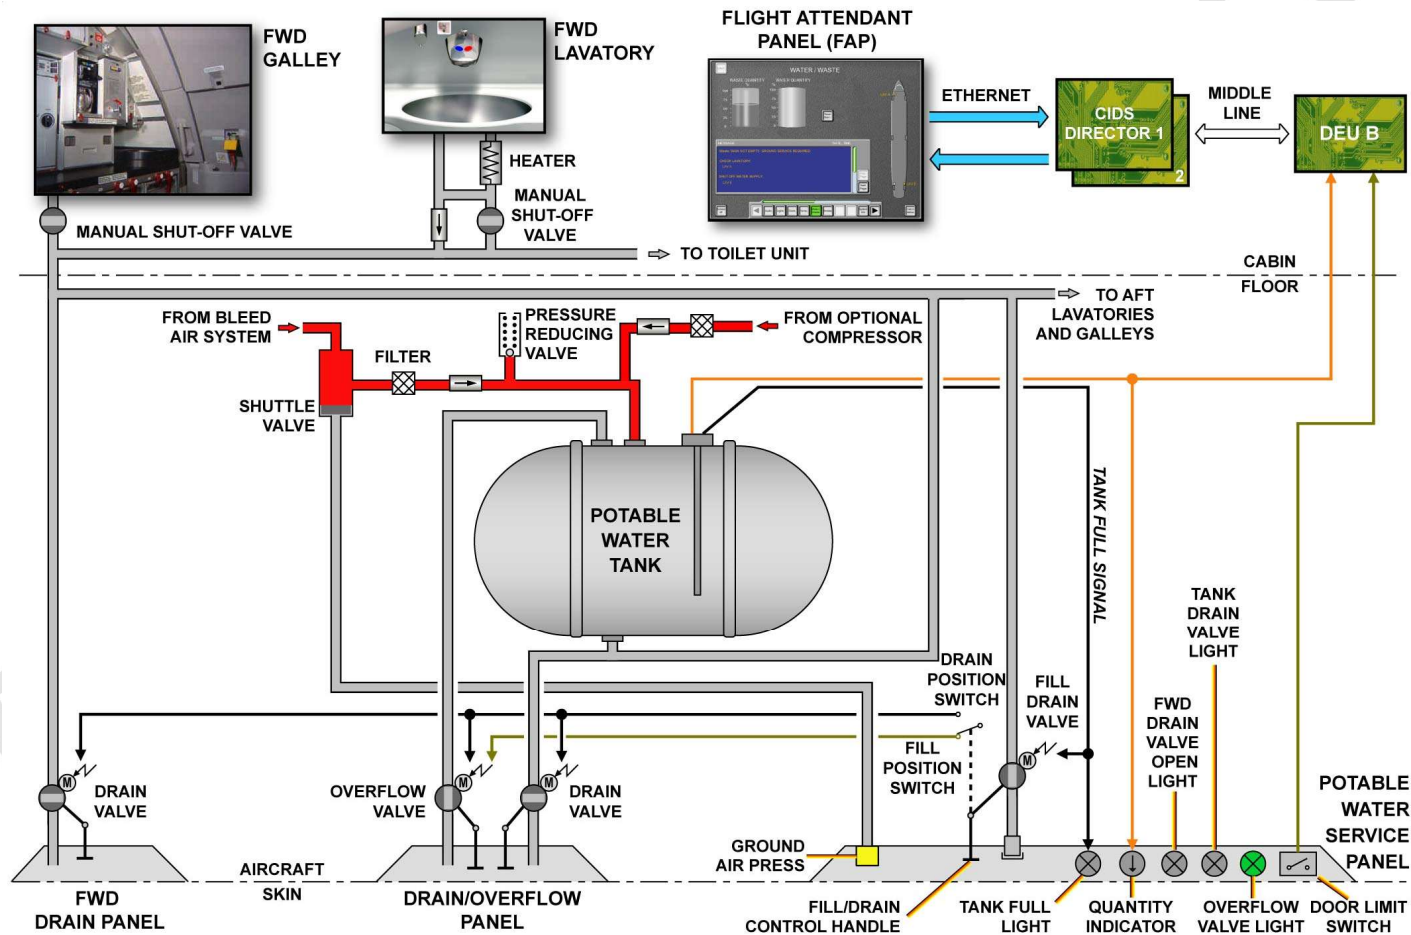 FWD
GALLEY
FWD
LAVATORY
FLIGHT ATTENDANT
PANEL (FAP)
WATER / WASTE
ETHERNET
CIDS
DIRECTOR 1
2
MIDDLE
LINE
DEU B
HEATER
MANUAL
SHUT-OFF
VALVE
MANUAL SHUT-OFF VALVE
TO TOILET UNIT
CABIN
FLOOR
FROM BLEED
AIR SYSTEM
PRESSURE
REDUCING
VALVE
FROM OPTIONAL
COMPRESSOR
TO AFT
LAVATORIES
AND GALLEYS
FILTER
SHUTTLE
VALVE
POTABLE
WATER
TANK
TANK FULL SIGNAL
TANK
DRAIN
VALVE
LIGHT
DRAIN
POSITION
SWITCH
FILL
DRAIN
VALVE
FWD
DRAIN
VALVE
OPEN
LIGHT
FILL
POSITION
SWITCH
M
DRAIN
VALVE
OVERFLOW
VALVE
M
M
DRAIN
VALVE
M
POTABLE
WATER
SERVICE
PANEL
GROUND
AIR PRESS
AIRCRAFT
SKIN
FWD
DRAIN PANEL
DRAIN/OVERFLOW
PANEL
FILL/DRAIN
CONTROL HANDLE
TANK FULL
LIGHT
QUANTITY
INDICATOR
OVERFLOW
VALVE LIGHT
DOOR LIMIT
SWITCH